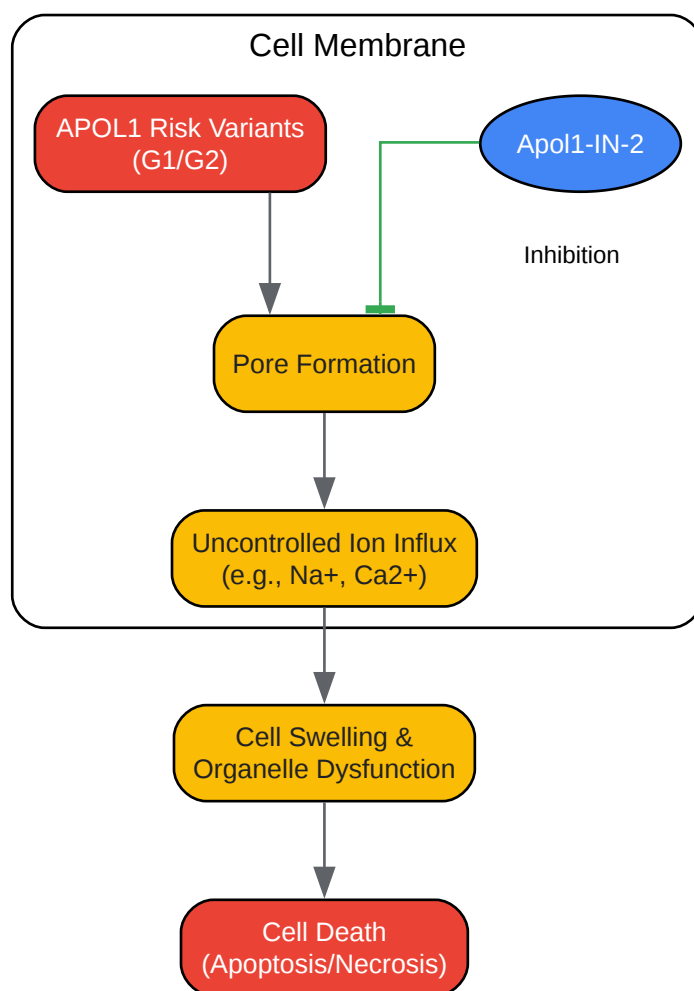 Cell Membrane
APOL1 Risk Variants
(G1/G2)
Apol1-IN-2
Inhibition
Pore Formation
Uncontrolled Ion Influx
(e.g., Na+, Ca2+)
Cell Swelling &
Organelle Dysfunction
Cell Death
(Apoptosis/Necrosis)